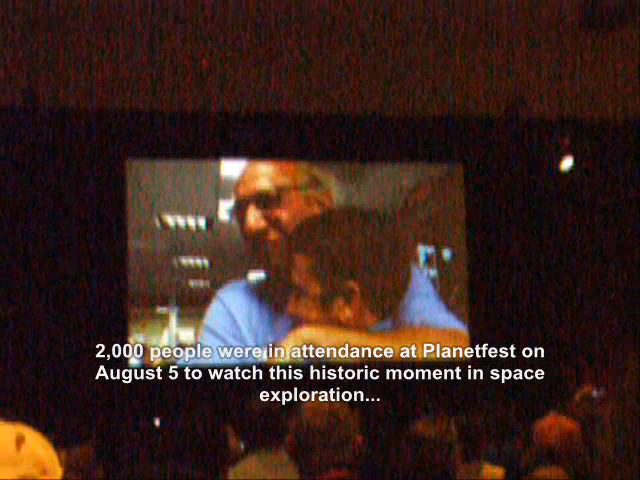 2,000 people were in attendance at Planetfest on
August 5 to watch this historic moment in space
exploration...